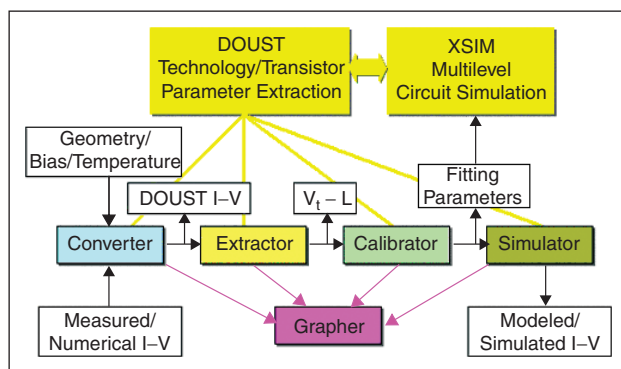 DOUST
Technology/Transistor
Parameter Extraction
XSIM
Multilevel
Circuit Simulation
Geometry/
Bias/Temperature
DOUST I–V
Vt – L
Fitting
Parameters
Converter
Extractor
Calibrator
Simulator
Measured/
Numerical I–V
Grapher
Modeled/
Simulated I–V